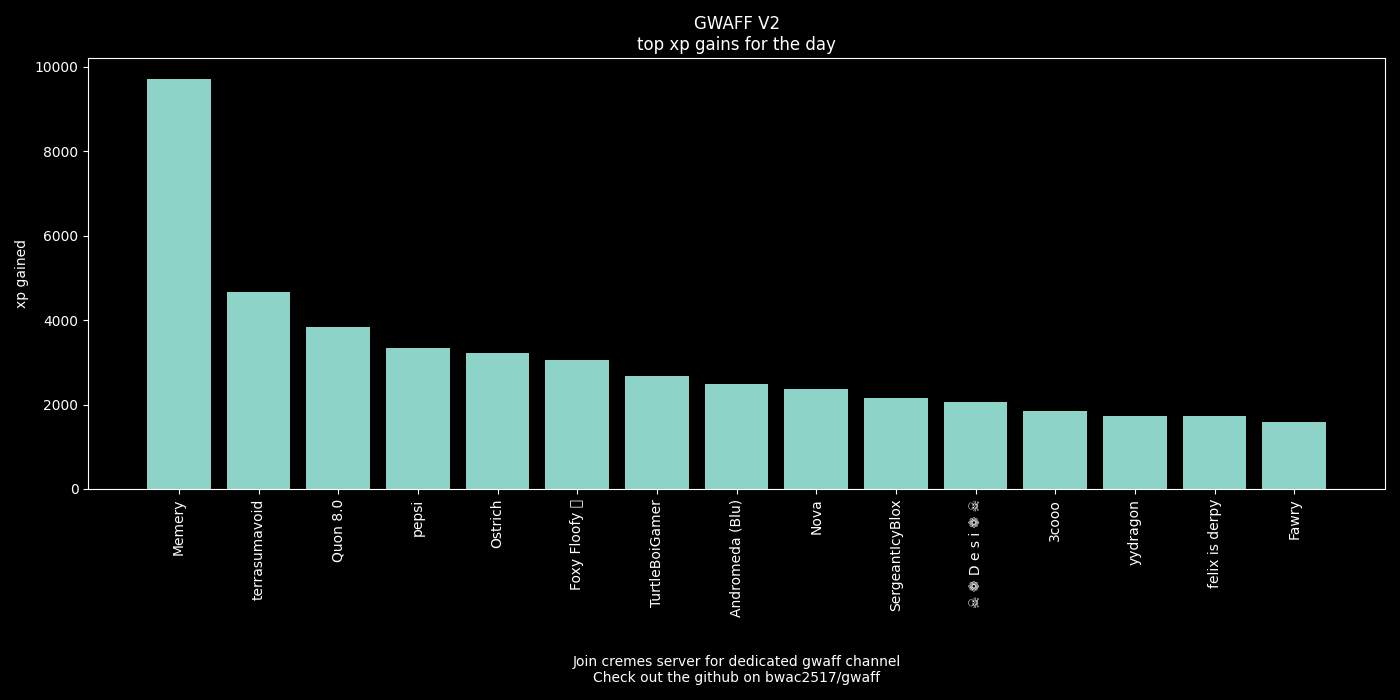 GWAFF V2
top xp gains for the day
10000
8000
6000
4000
2000
0
xp gained
Memery
terrasumavoid
Quon 8.0
pepsi
Ostrich
Foxy Floofy ▯
TurtleBoiGamer
Andromeda (Blu)
Nova
SergeantIcyBlox
☠ ❁ D e s i ❁ ☠
3cooo
yydragon
felix is derpy
Fawry
Join cremes server for dedicated gwaff channel
Check out the github on bwac2517/gwaff